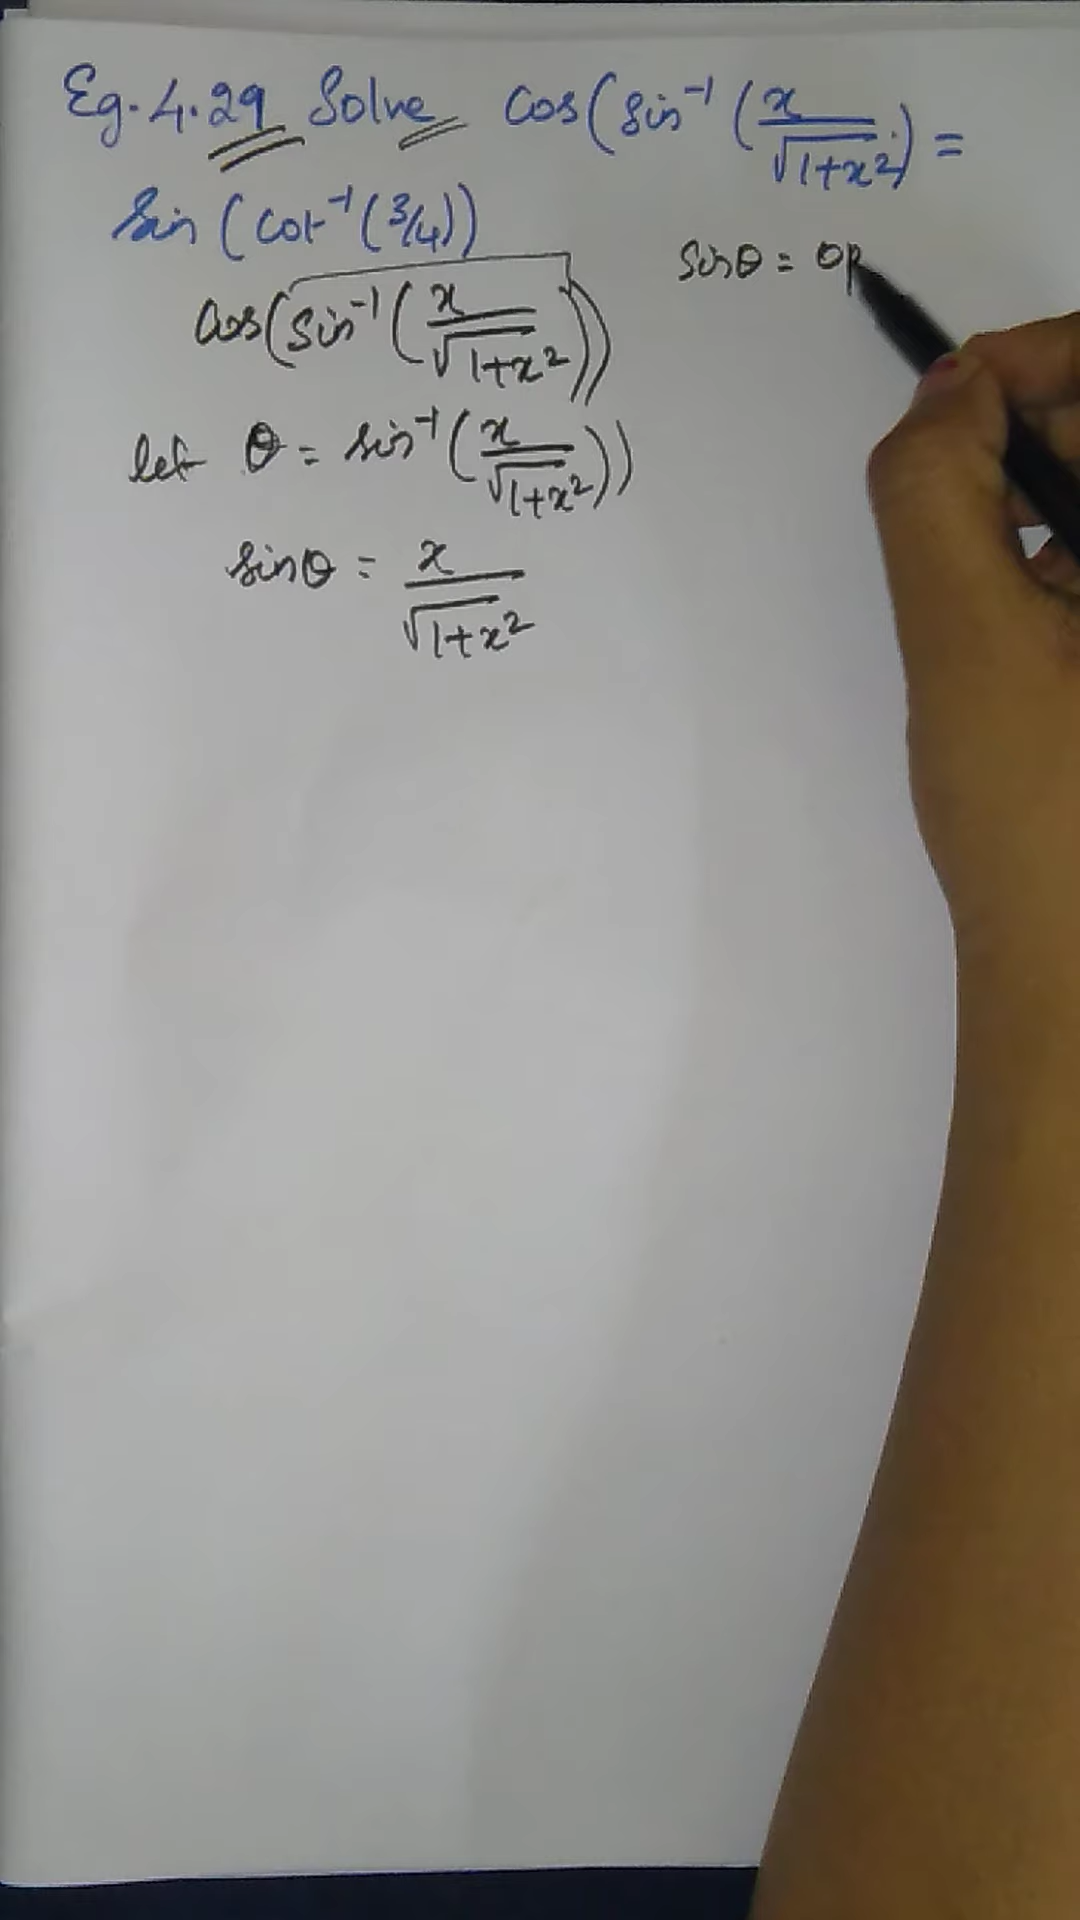 Eg. 4.29 Solve cos(sin⁻¹(x/√(1+x²))) =
sin(cot⁻¹(3/4))
sinθ = op
cos(sin⁻¹(x/√(1+x²)))
let θ = sin⁻¹(x/√(1+x²)))
sinθ = x/√(1+x²)